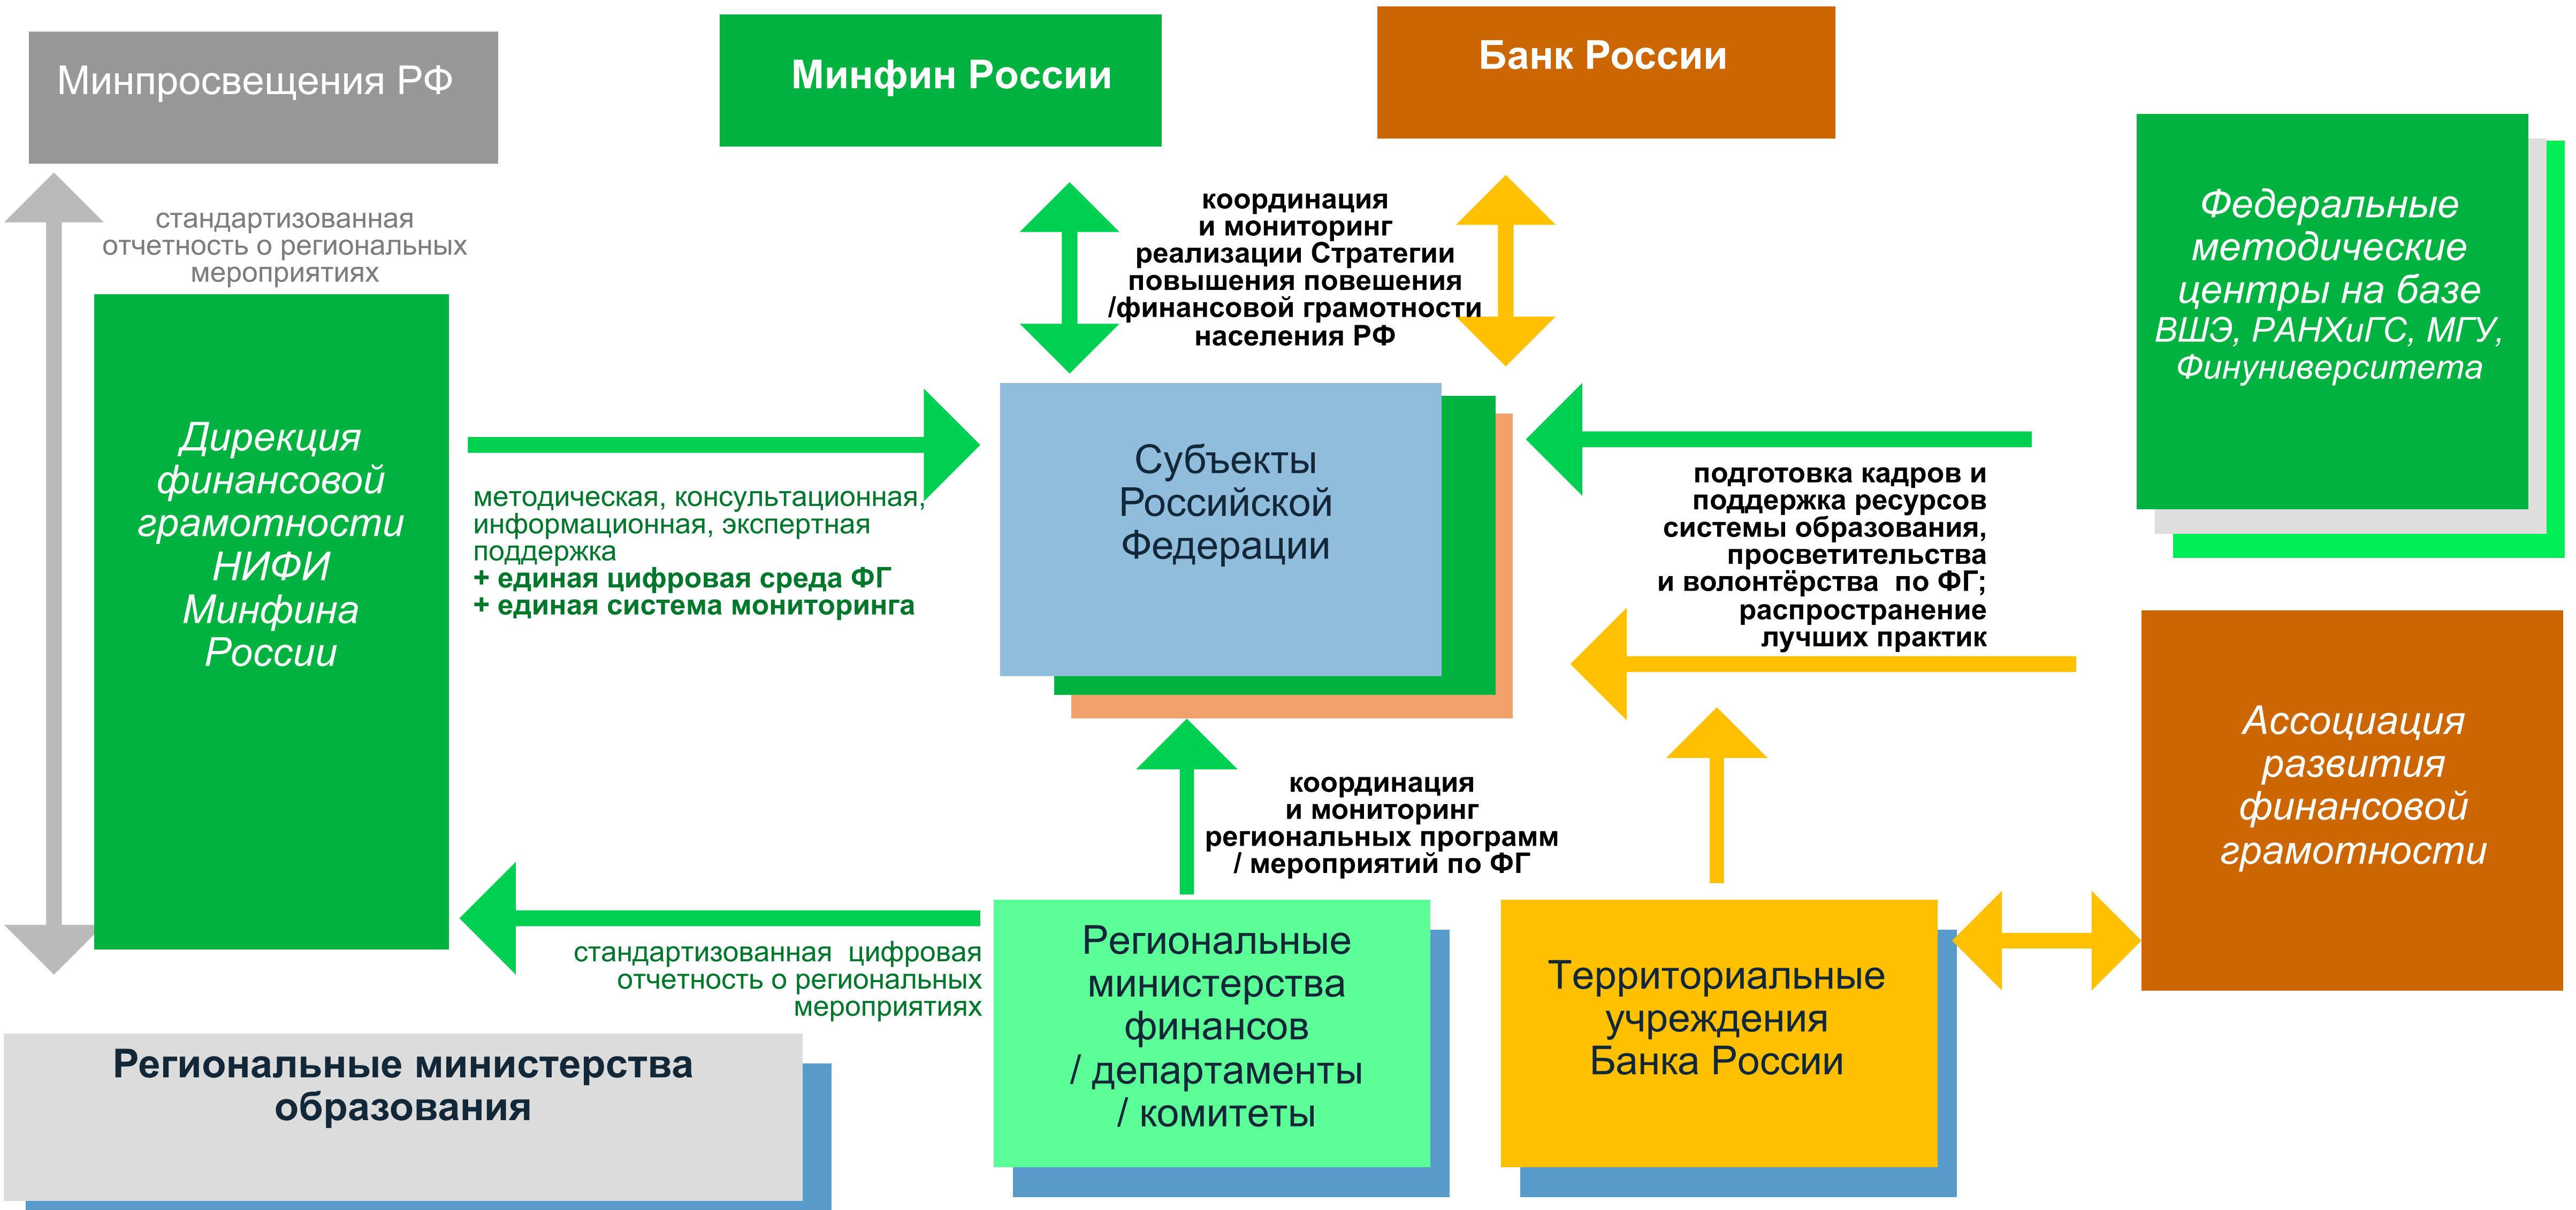 Минпросвещения РФ
Минфин России
Банк России
стандартизованная
отчетность о региональных
мероприятиях
координация
и мониторинг
реализации Стратегии
повышения повешения
/финансовой грамотности
населения РФ
Федеральные
методические
центры на базе
ВШЭ, РАНХиГС, МГУ,
Финуниверситета
Дирекция
финансовой
грамотности
НИФИ
Минфина
России
методическая, консультационная,
информационная, экспертная
поддержка
+ единая цифровая среда ФГ
+ единая система мониторинга
Субъекты
Российской
Федерации
подготовка кадров и
поддержка ресурсов
системы образования,
просветительства
и волонтёрства по ФГ;
распространение
лучших практик
Ассоциация
развития
финансовой
грамотности
координация
и мониторинг
региональных программ
/ мероприятий по ФГ
стандартизованная цифровая
отчетность о региональных
мероприятиях
Региональные министерства
образования
Региональные
министерства
финансов
/ департаменты
/ комитеты
Территориальные
учреждения
Банка России